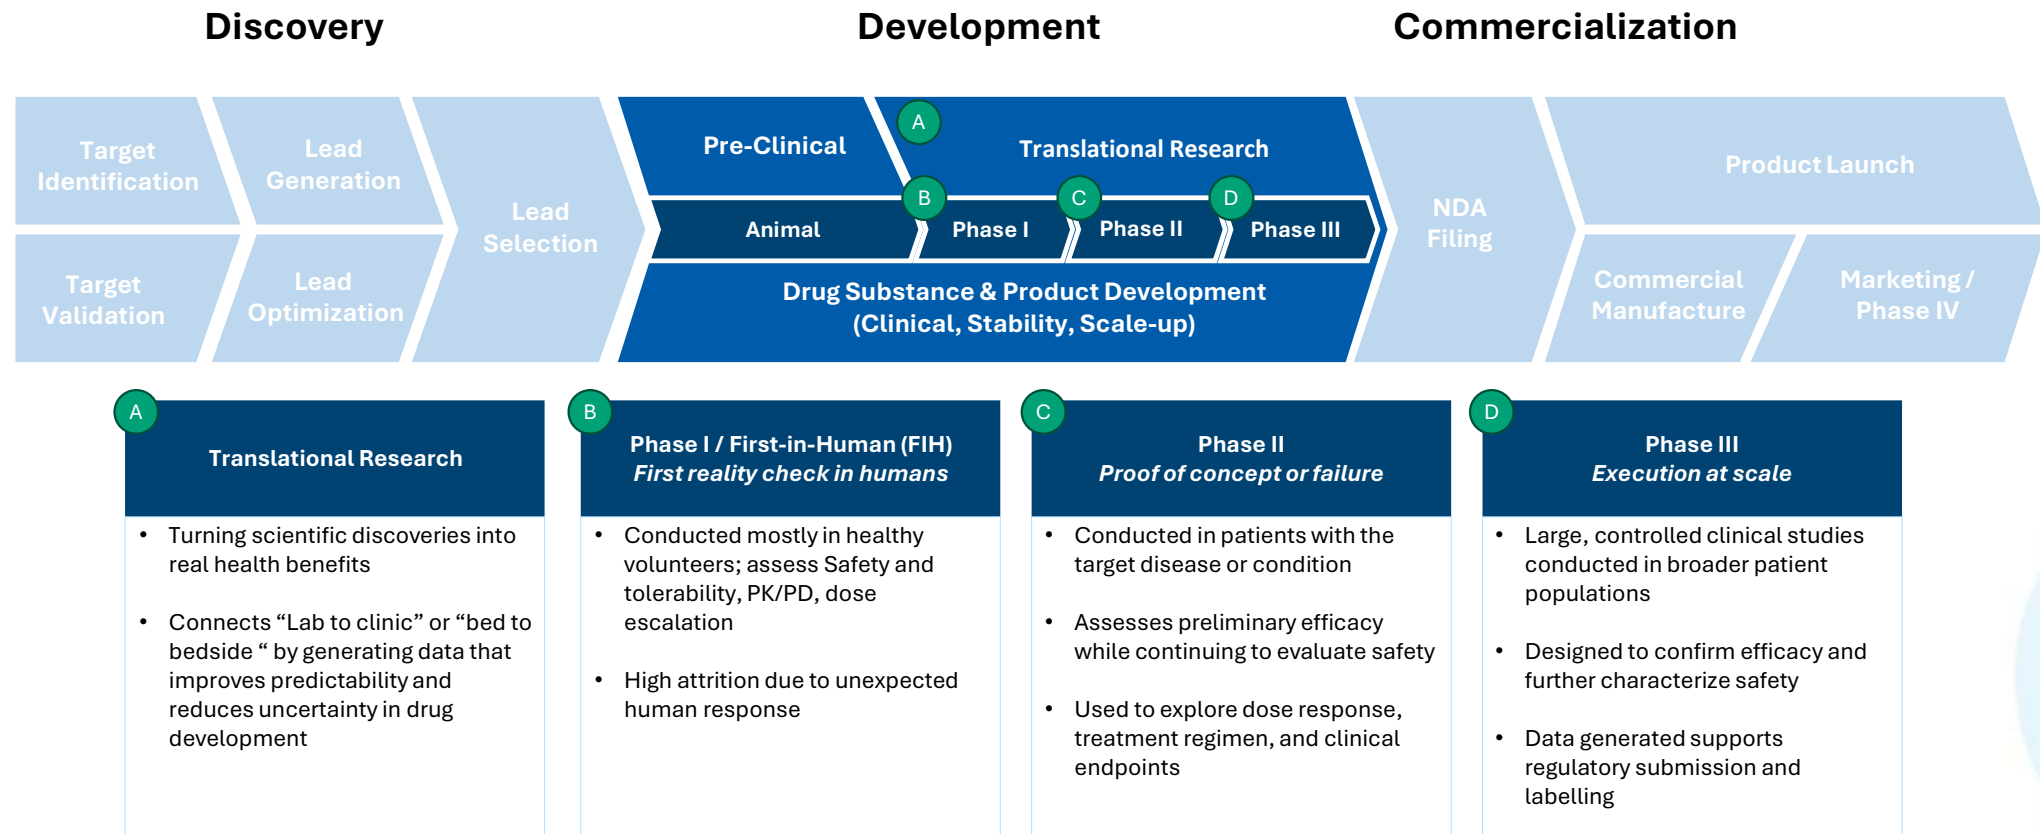 Discovery
Development
Commercialization
Target
Identification
Lead
Generation
Target
Validation
Lead
Optimization
Lead
Selection
Pre-Clinical
A
Translational Research
Animal
B
Phase I
C
Phase II
D
Phase III
Drug Substance & Product Development
(Clinical, Stability, Scale-up)
NDA
Filing
Product Launch
Commercial
Manufacture
Marketing /
Phase IV
A
Translational Research
• Turning scientific discoveries into
real health benefits
• Connects “Lab to clinic” or “bed to
bedside “ by generating data that
improves predictability and
reduces uncertainty in drug
development
B
Phase I / First-in-Human (FIH)
First reality check in humans
• Conducted mostly in healthy
volunteers; assess Safety and
tolerability, PK/PD, dose
escalation
• High attrition due to unexpected
human response
C
Phase II
Proof of concept or failure
• Conducted in patients with the
target disease or condition
• Assesses preliminary efficacy
while continuing to evaluate safety
• Used to explore dose response,
treatment regimen, and clinical
endpoints
D
Phase III
Execution at scale
• Large, controlled clinical studies
conducted in broader patient
populations
• Designed to confirm efficacy and
further characterize safety
• Data generated supports
regulatory submission and
labelling